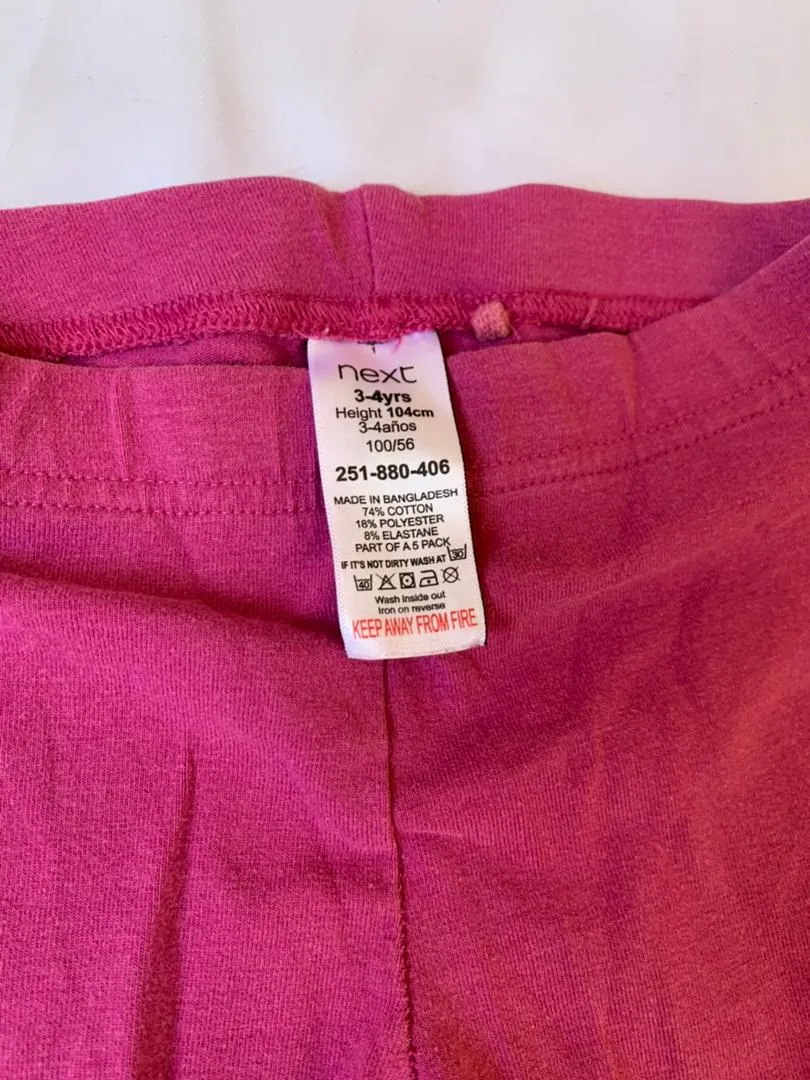 next
3-4yrs
Height 104cm
3-4años
100/56
251-880-406
MADE IN BANGLADESH
74% COTTON
18% POLYESTER
8% ELASTANE
PART OF A 5 PACK
IF IT'S NOT DIRTY WASH AT 30
40
Wash inside out
Iron on reverse
KEEP AWAY FROM FIRE